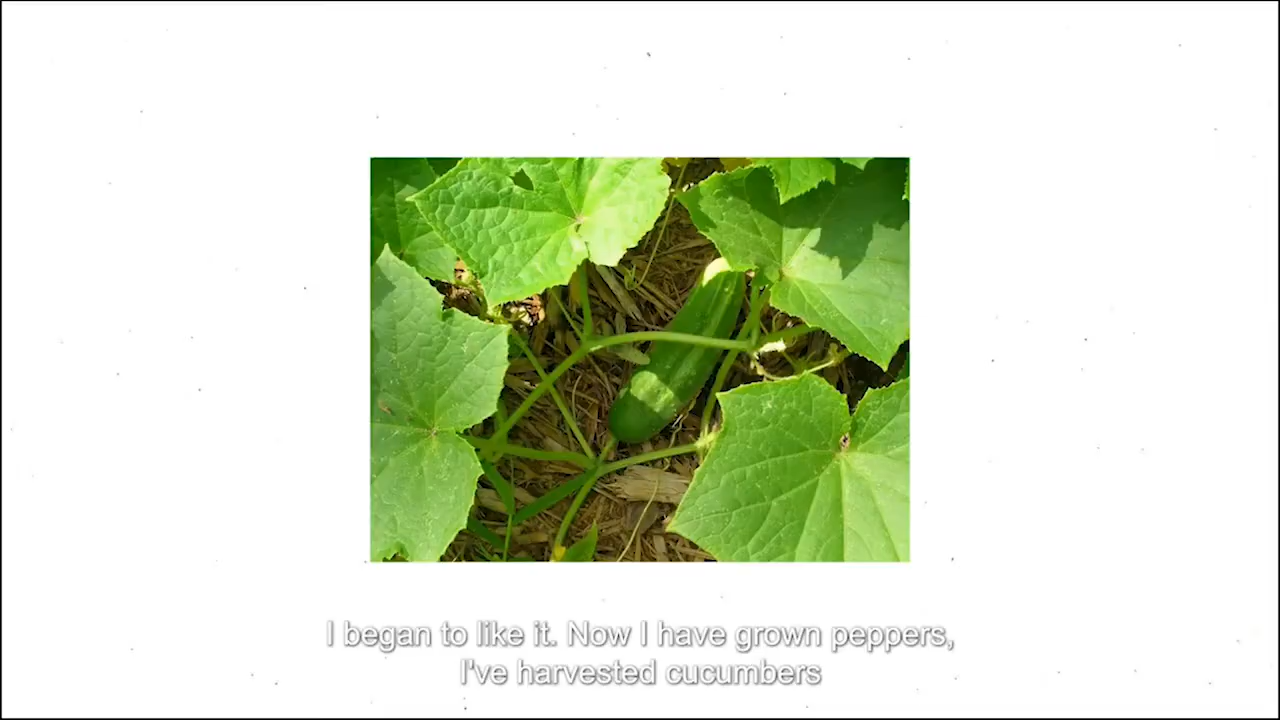 I began to like it. Now I have grown peppers,
I've harvested cucumbers